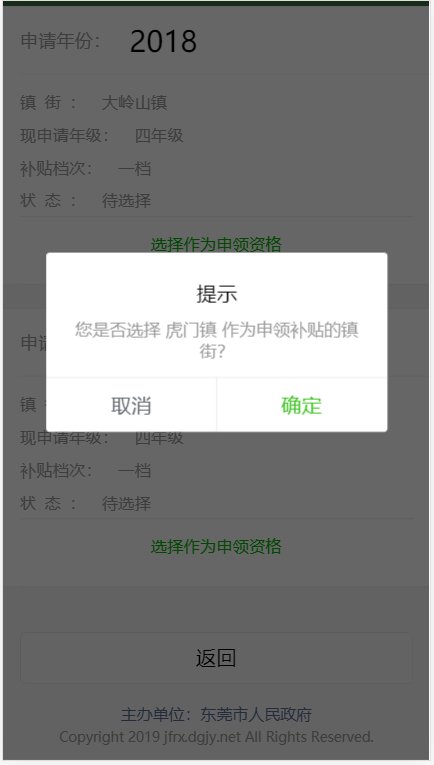 申请年份： 2018
镇 街 ： 大岭山镇
现申请年级： 四年级
补贴档次： 一档
状 态 ： 待选择
选择作为申领资格
提示
您是否选择 虎门镇 作为申领补贴的镇
街？
取消 确定
申
镇
现申请年级： 四年级
补贴档次： 一档
状 态 ： 待选择
选择作为申领资格
返回
主办单位：东莞市人民政府
Copyright 2019 jfrx.dgjy.net All Rights Reserved.